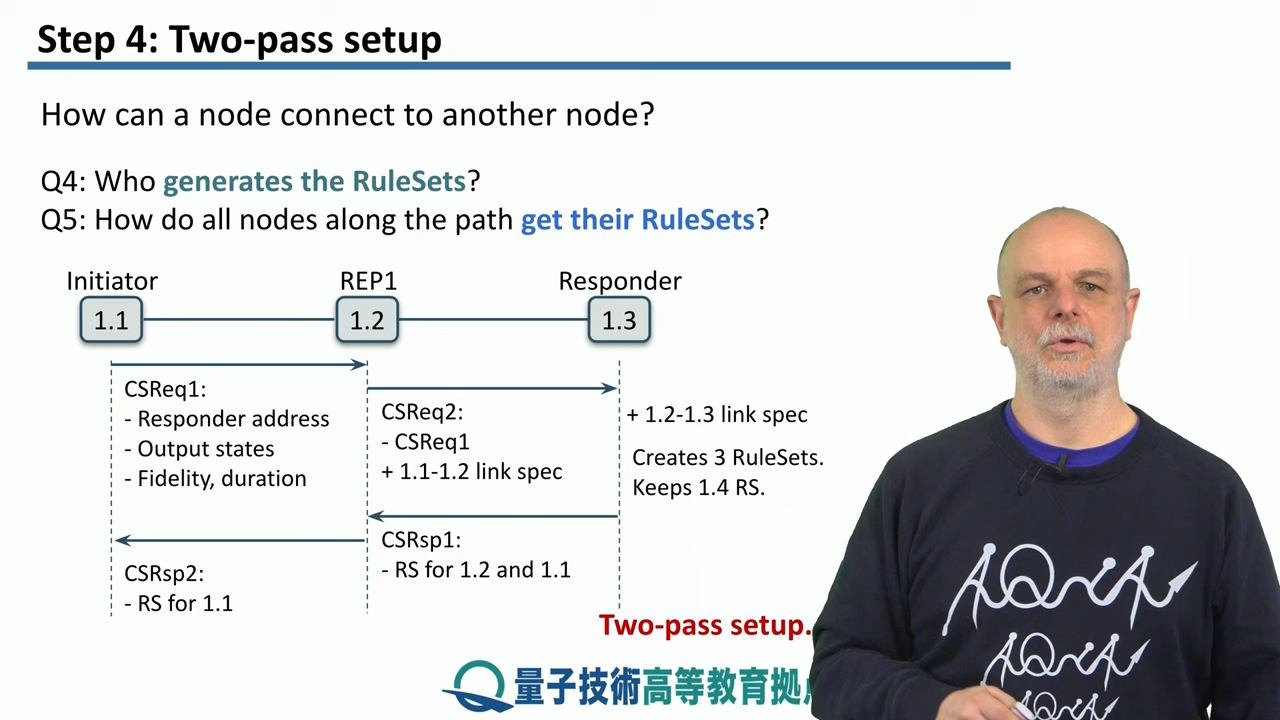 Step 4: Two-pass setup
How can a node connect to another node?
Q4: Who generates the RuleSets?
Q5: How do all nodes along the path get their RuleSets?
Initiator
REP1
Responder
1.1
1.2
1.3
CSReq1:
- Responder address
- Output states
- Fidelity, duration
CSReq2:
- CSReq1
+ 1.1-1.2 link spec
+ 1.2-1.3 link spec
Creates 3 RuleSets.
Keeps 1.4 RS.
CSRsp1:
- RS for 1.2 and 1.1
CSRsp2:
- RS for 1.1
Two-pass setup.
量子技術高等教育拠
AQUA
AQUA